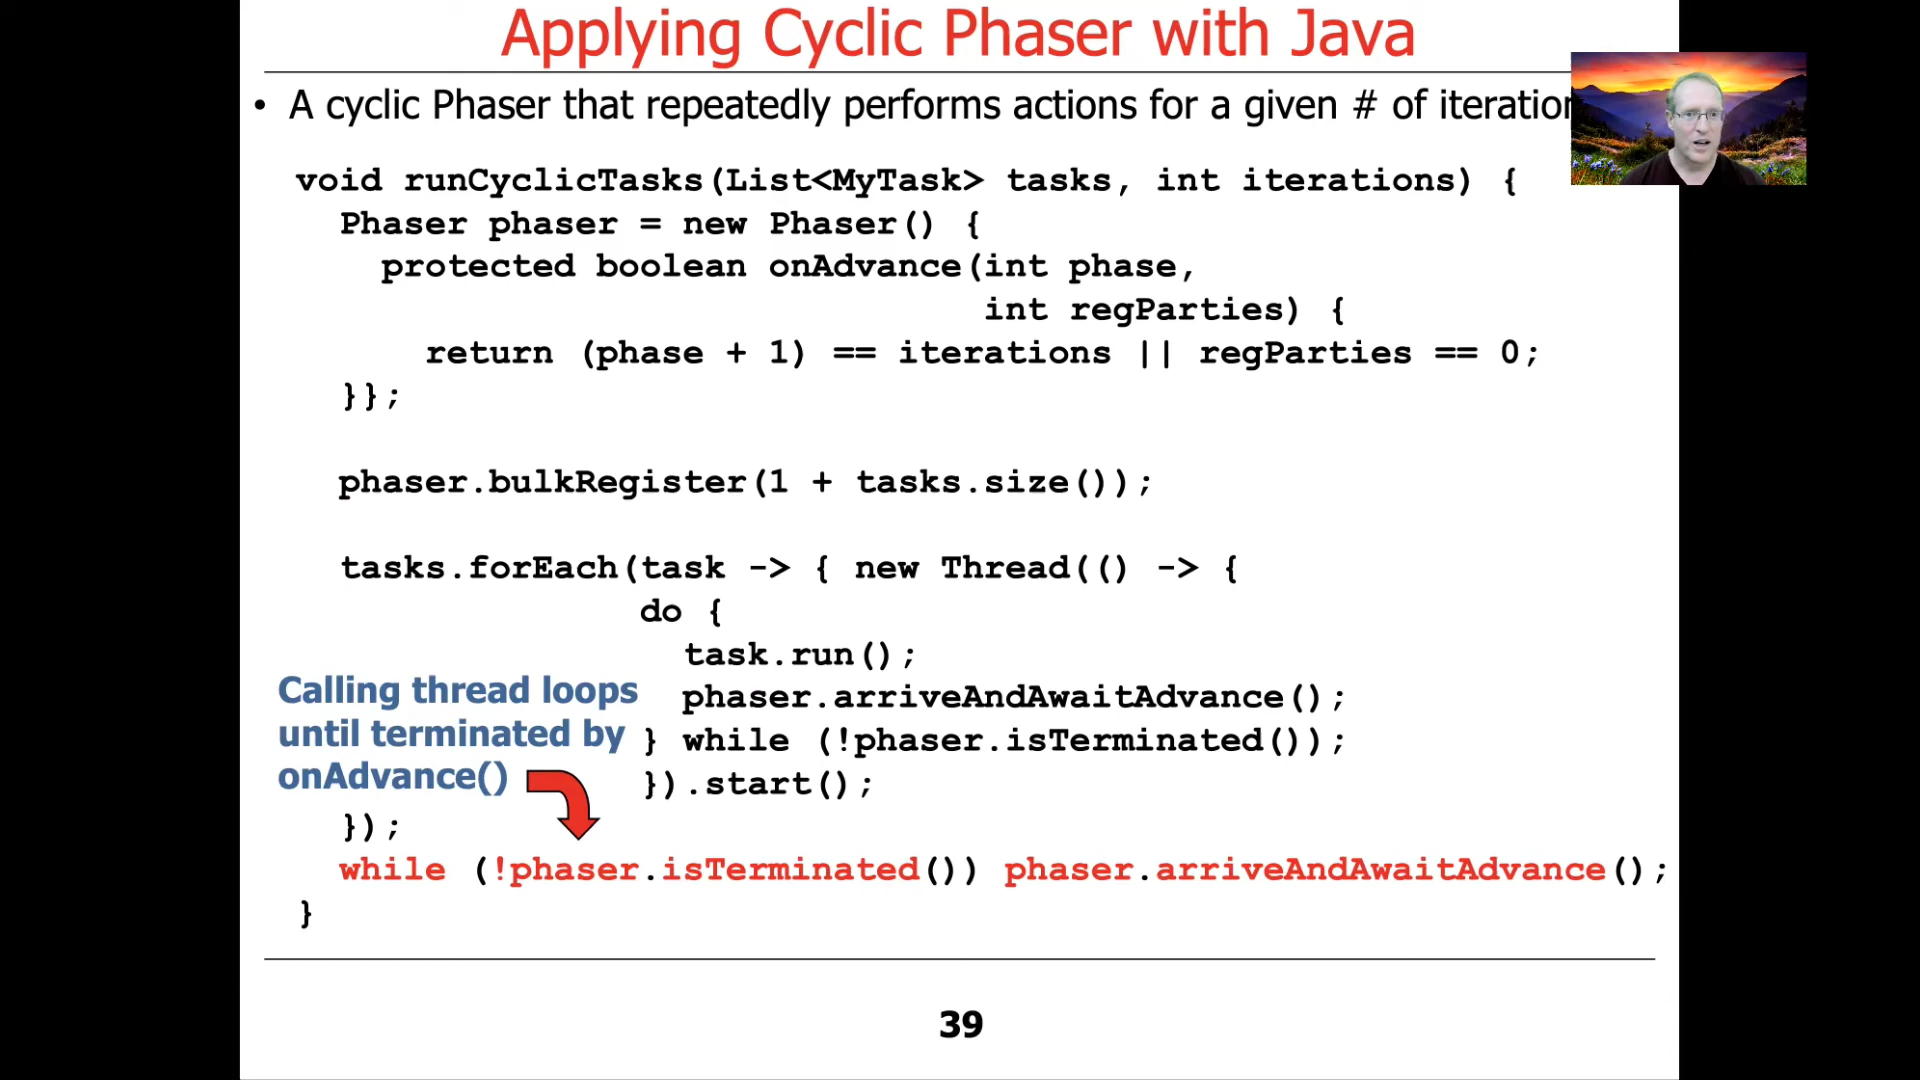 Applying Cyclic Phaser with Java
• A cyclic Phaser that repeatedly performs actions for a given # of
void runCyclicTasks(List<MyTask> tasks, int iterations) {
Phaser phaser = new Phaser() {
protected boolean onAdvance(int phase,
int regParties) {
return (phase + 1) == iterations || regParties == 0;
}};
phaser.bulkRegister(1 + tasks.size());
tasks.forEach(task -> { new Thread(() -> {
do {
task.run();
phaser.arriveAndAwaitAdvance();
} while (!phaser.isTerminated());
}).start();
Calling thread loops
until terminated by
onAdvance()
});
while (!phaser.isTerminated()) phaser.arriveAndAwaitAdvance();
}
39